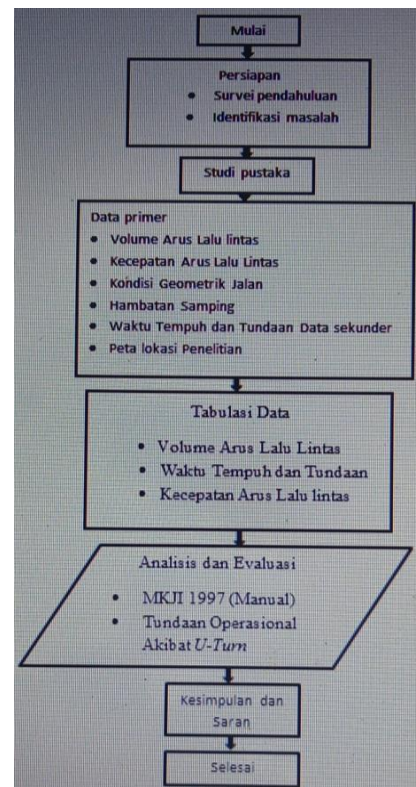 Mulai
Persiapan
• Survei pendahuluan
• Identifikasi masalah
Studi pustaka
Data primer
• Volume Arus Lalu lintas
• Kecepatan Arus Lalu Lintas
• Kondisi Geometrik Jalan
• Hambatan Samping
• Waktu Tempuh dan Tundaan Data sekunder
• Peta lokasi Penelitian
Tabulasi Data
• Volume Arus Lalu Lintas
• Waktu Tempuh dan Tundaan
• Kecepatan Arus Lalu lintas
Analisis dan Evaluasi
• MKJI 1997 (Manual)
• Tundaan Operasional
Akibat U-Turn
Kesimpulan dan
Saran
Selesai